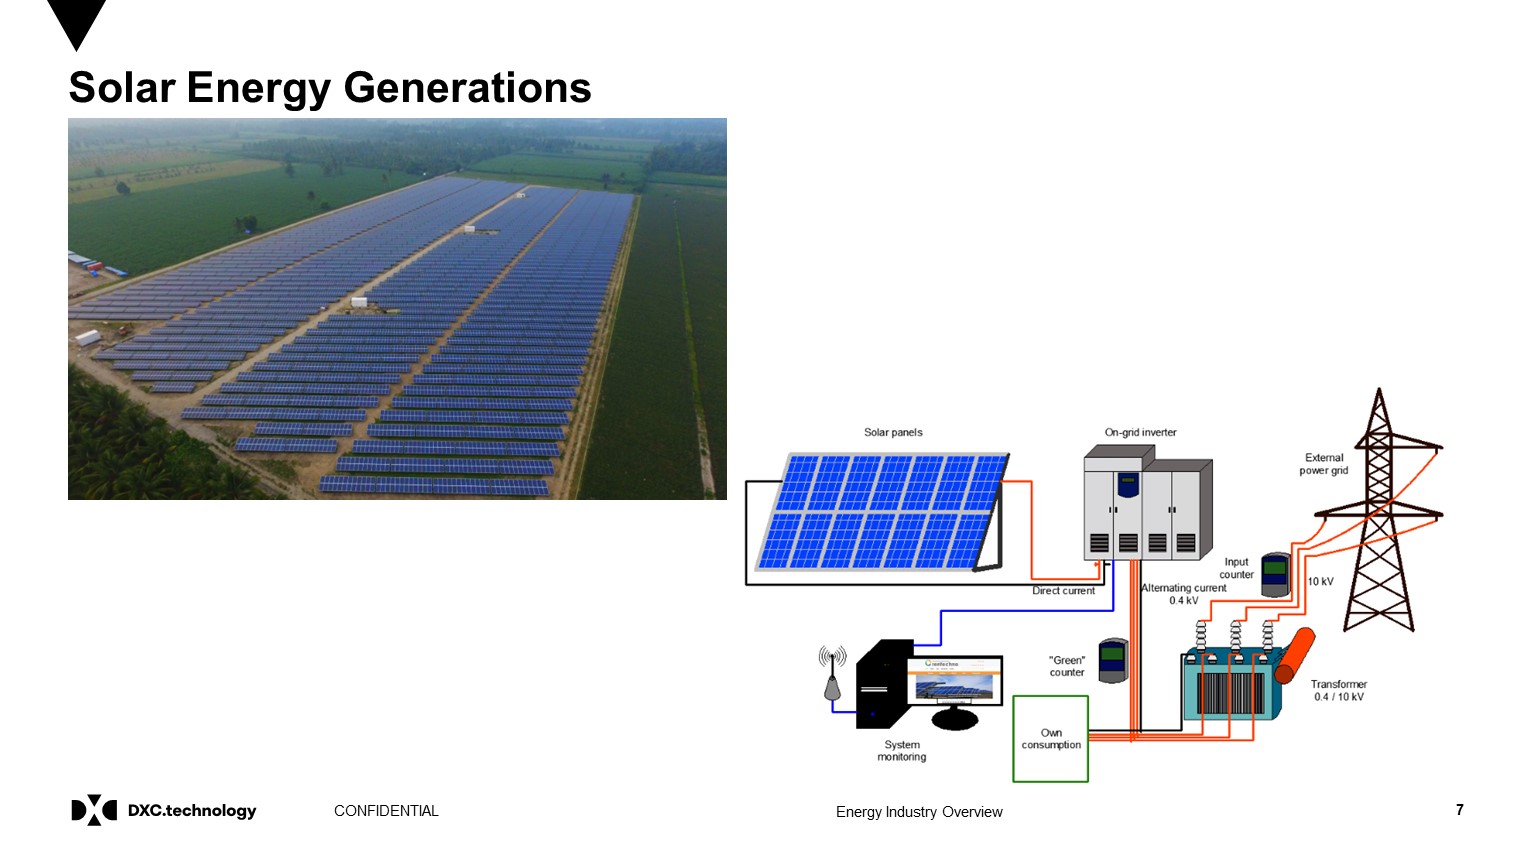 Solar Energy Generations
Solar panels
On-grid inverter
External
power grid
Input
counter
10 kV
Direct current
Alternating current
0.4 kV
"Green"
counter
Transformer
0.4 / 10 kV
Own
consumption
System
monitoring
DXC.technology
CONFIDENTIAL
Energy Industry Overview
7